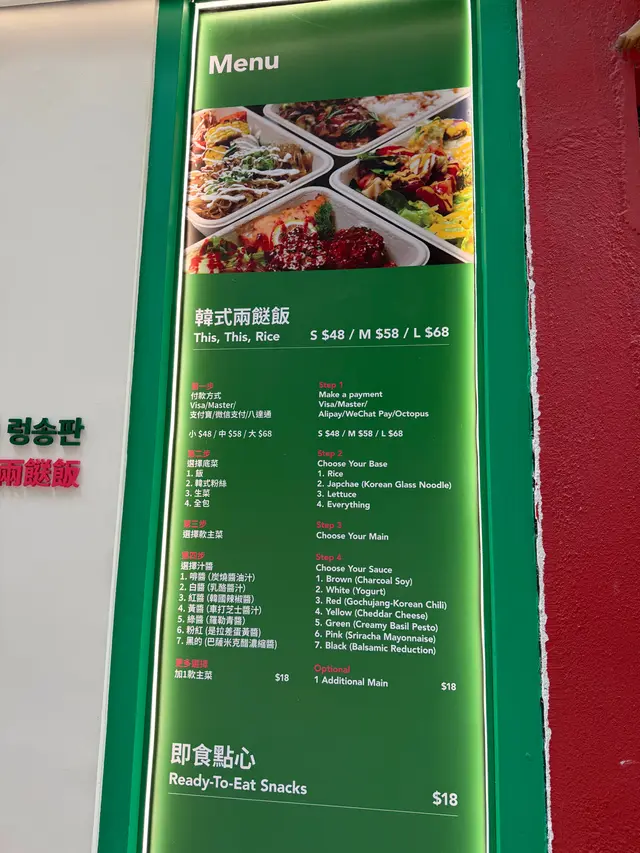 Menu
韓式兩餸飯
This, This, Rice
S $48 / M $58 / L $68
第一步
付款方式
Visa/Master/
支付寶/微信支付/八達通
小 $48 / 中 $58 / 大 $68
Step 1
Make a payment
Visa/Master/
Alipay/WeChat Pay/Octopus
S $48 / M $58 / L $68
第二步
選擇底菜
1. 飯
2. 韓式粉絲
3. 生菜
4. 全包
Step 2
Choose Your Base
1. Rice
2. Japchae (Korean Glass Noodle)
3. Lettuce
4. Everything
第三步
選擇款主菜
Step 3
Choose Your Main
第四步
選擇汁醬
1. 啡醬 (炭燒醬油汁)
2. 白醬 (乳酪醬汁)
3. 紅醬 (韓國辣椒醬)
4. 黃醬 (車打芝士醬汁)
5. 綠醬 (羅勒青醬)
6. 粉紅 (是拉差蛋黃醬)
7. 黑的 (巴薩米克醋濃縮醬)
Step 4
Choose Your Sauce
1. Brown (Charcoal Soy)
2. White (Yogurt)
3. Red (Gochujang-Korean Chili)
4. Yellow (Cheddar Cheese)
5. Green (Creamy Basil Pesto)
6. Pink (Sriracha Mayonnaise)
7. Black (Balsamic Reduction)
更多選擇
加1款主菜 $18
Optional
1 Additional Main $18
即食點心
Ready-To-Eat Snacks $18
렁송판
兩餸飯